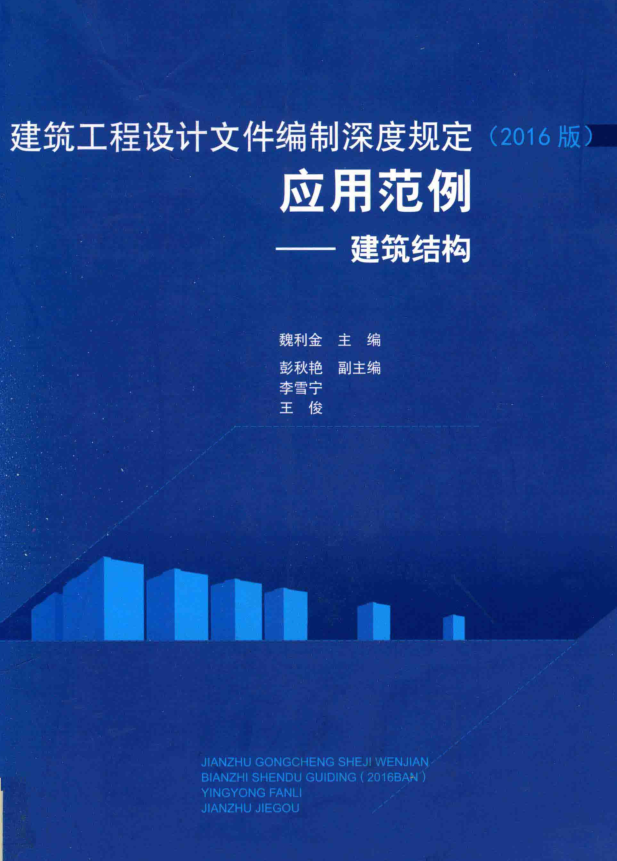 建筑工程设计文件编制深度规定（2016 版）
应用范例
—— 建筑结构
魏利金 主 编
彭秋艳 副主编
李雪宁
王 俊
JIANZHU GONGCHENG SHEJI WENJIAN
BIANZHI SHENDU GUIDING ( 2016BAN )
YINGYONG FANLI
JIANZHU JIEGOU